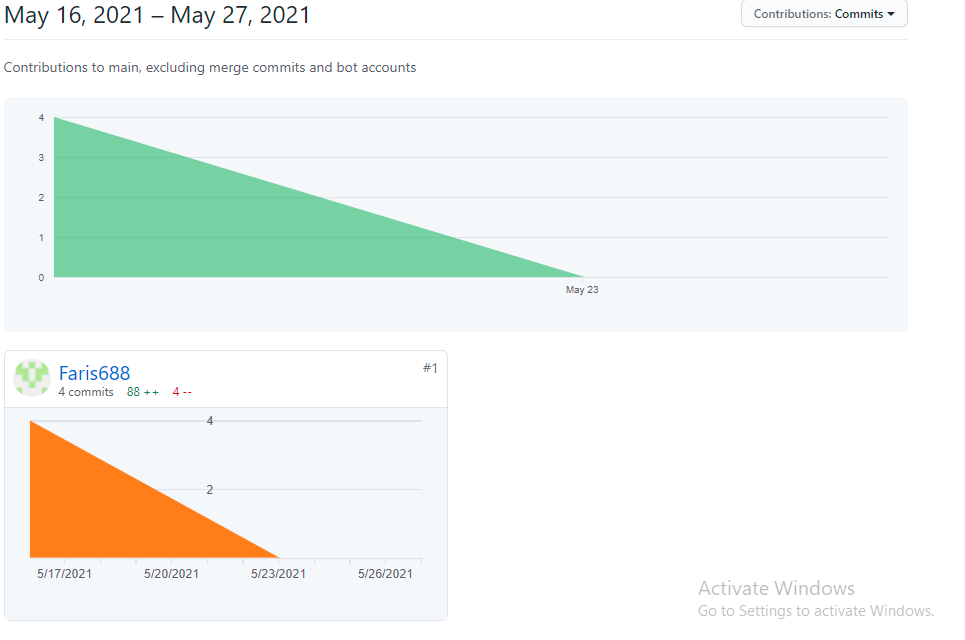 May 16, 2021 – May 27, 2021
Contributions: Commits
Contributions to main, excluding merge commits and bot accounts
4
3
2
1
0
May 23
Faris688
#1
4 commits 88 ++ 4 --
4
2
5/17/2021 5/20/2021 5/23/2021 5/26/2021
Activate Windows
Go to Settings to activate Windows.